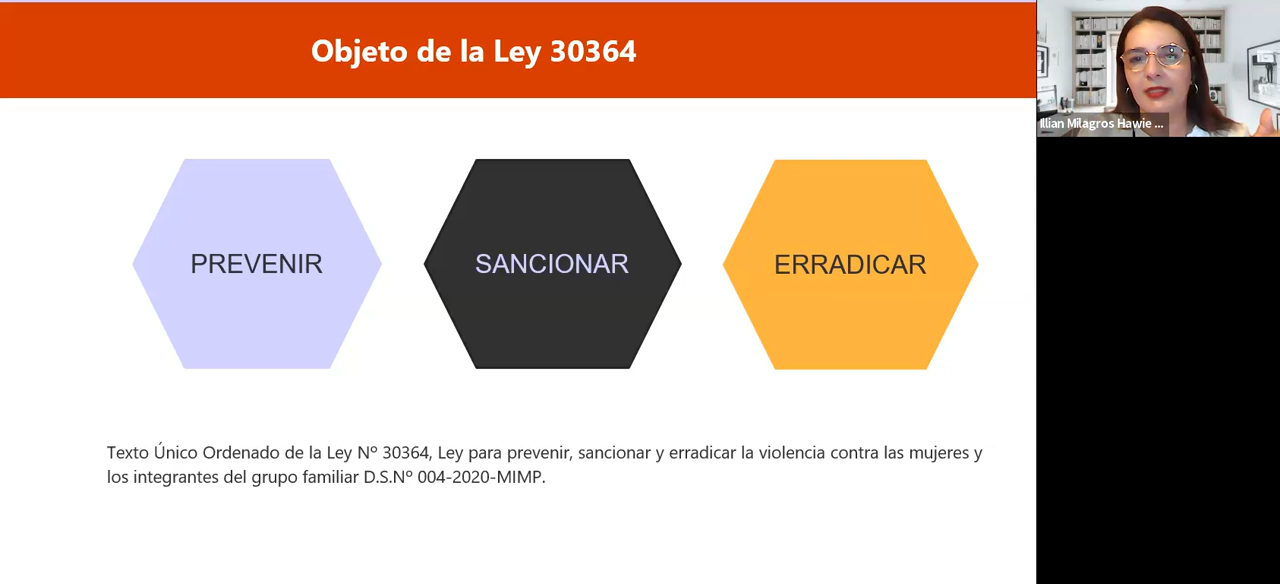 Objeto de la Ley 30364
PREVENIR
SANCIONAR
ERRADICAR
Texto Único Ordenado de la Ley Nº 30364, Ley para prevenir, sancionar y erradicar la violencia contra las mujeres y
los integrantes del grupo familiar D.S.Nº 004-2020-MIMP.
Illian Milagros Hawie ...